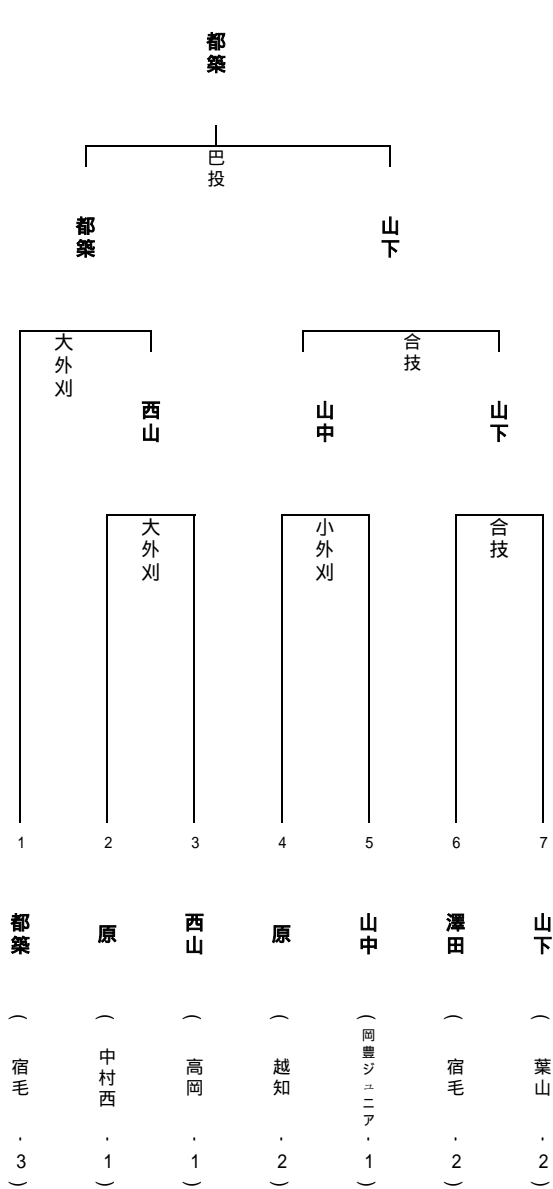 都築
巴投
都築
山下
大外刈
合技
西山
山中
山下
大外刈
小外刈
合技
1
2
3
4
5
6
7
都築
原
西山
原
山中
澤田
山下
(宿毛・3)
(中村西・1)
(高岡・1)
(越知・2)
(岡豊ジュニア・1)
(宿毛・2)
(葉山・2)